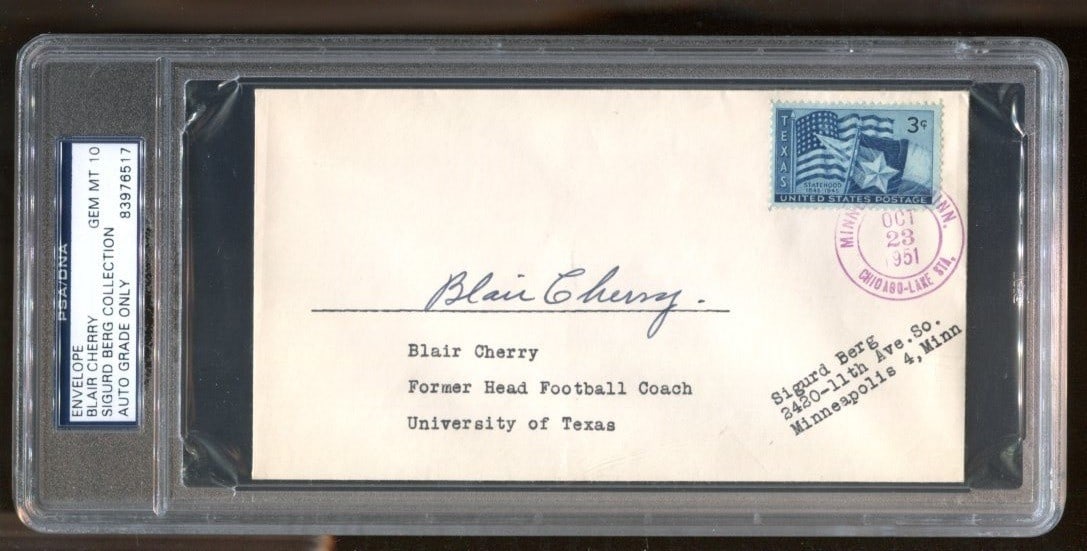 PSA/DNA
ENVELOPE
BLAIR CHERRY GEM MT 10
SIGURD BERG COLLECTION
AUTO GRADE ONLY 83976517
TEXAS
3¢
STATEHOOD
1845 1945
UNITED STATES POSTAGE
MINN INN.
OCT
23
1951
CHICAGO-LAKE STA.
Blair Cherry.
Blair Cherry
Former Head Football Coach
University of Texas
Sigurd Berg
2420-11th Ave.So.
Minneapolis 4,Minn